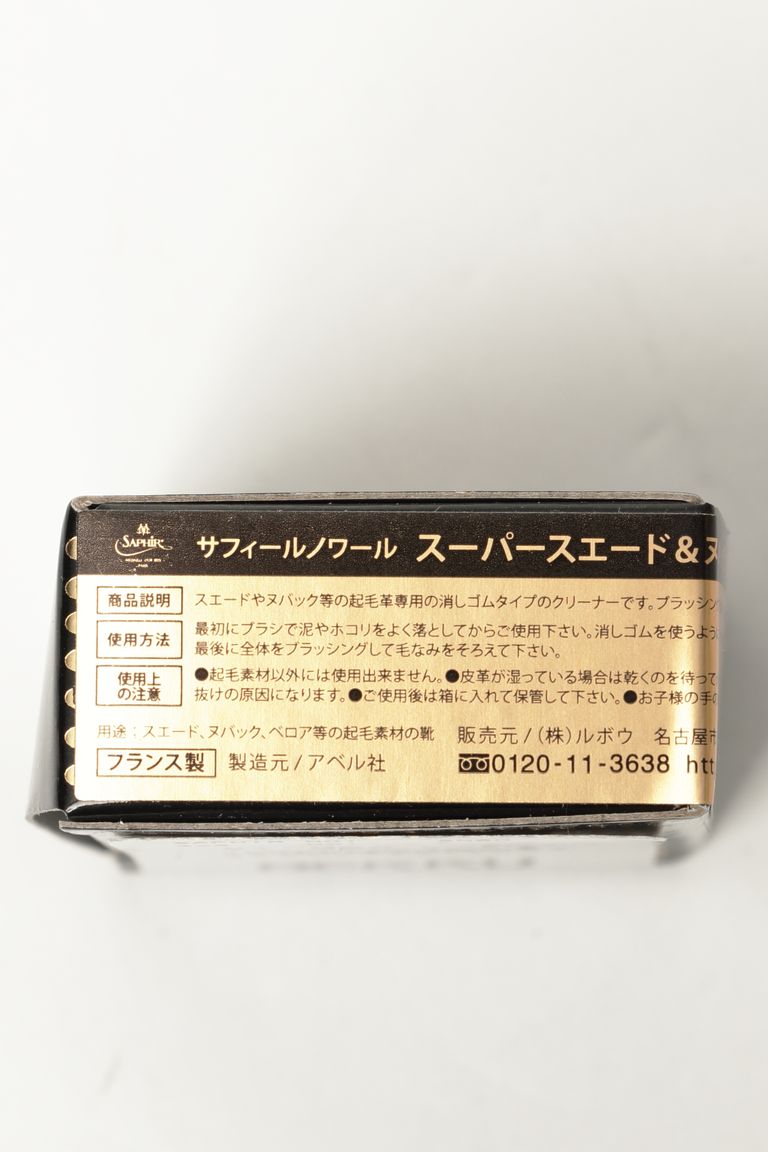 SAPHIR
サフィールノワール スーパースエード&ヌ
商品説明 スエードやヌバック等の起毛革専用の消しゴムタイプのクリーナーです。ブラッシン
使用方法 最初にブラシで泥やホコリをよく落としてからご使用下さい。消しゴムを使うよう
最後に全体をブラッシングして毛なみをそろえて下さい。
使用上の注意 ●起毛素材以外には使用出来ません。●皮革が湿っている場合は乾くのを待って
抜けの原因になります。●ご使用後は箱に入れて保管して下さい。●お子様の手の
用途：スエード、ヌバック、ベロア等の起毛素材の靴 販売元/(株)ルボウ 名古屋市
フランス製 製造元/アベル社 0120-11-3638 htt